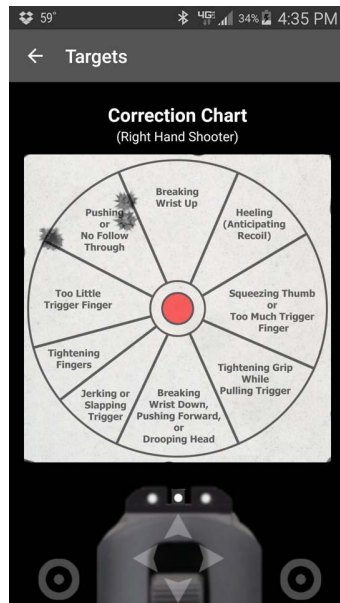 59° 4G 34% 4:35 PM
Targets
Correction Chart
(Right Hand Shooter)
Breaking
Wrist Up
Heeling
(Anticipating
Recoil)
Squeezing Thumb
or
Too Much Trigger
Finger
Tightening Grip
While
Pulling Trigger
Breaking
Wrist Down,
Pushing Forward,
or
Drooping Head
Jerking or
Slapping
Trigger
Tightening
Fingers
Too Little
Trigger Finger
Pushing
or
No Follow
Through